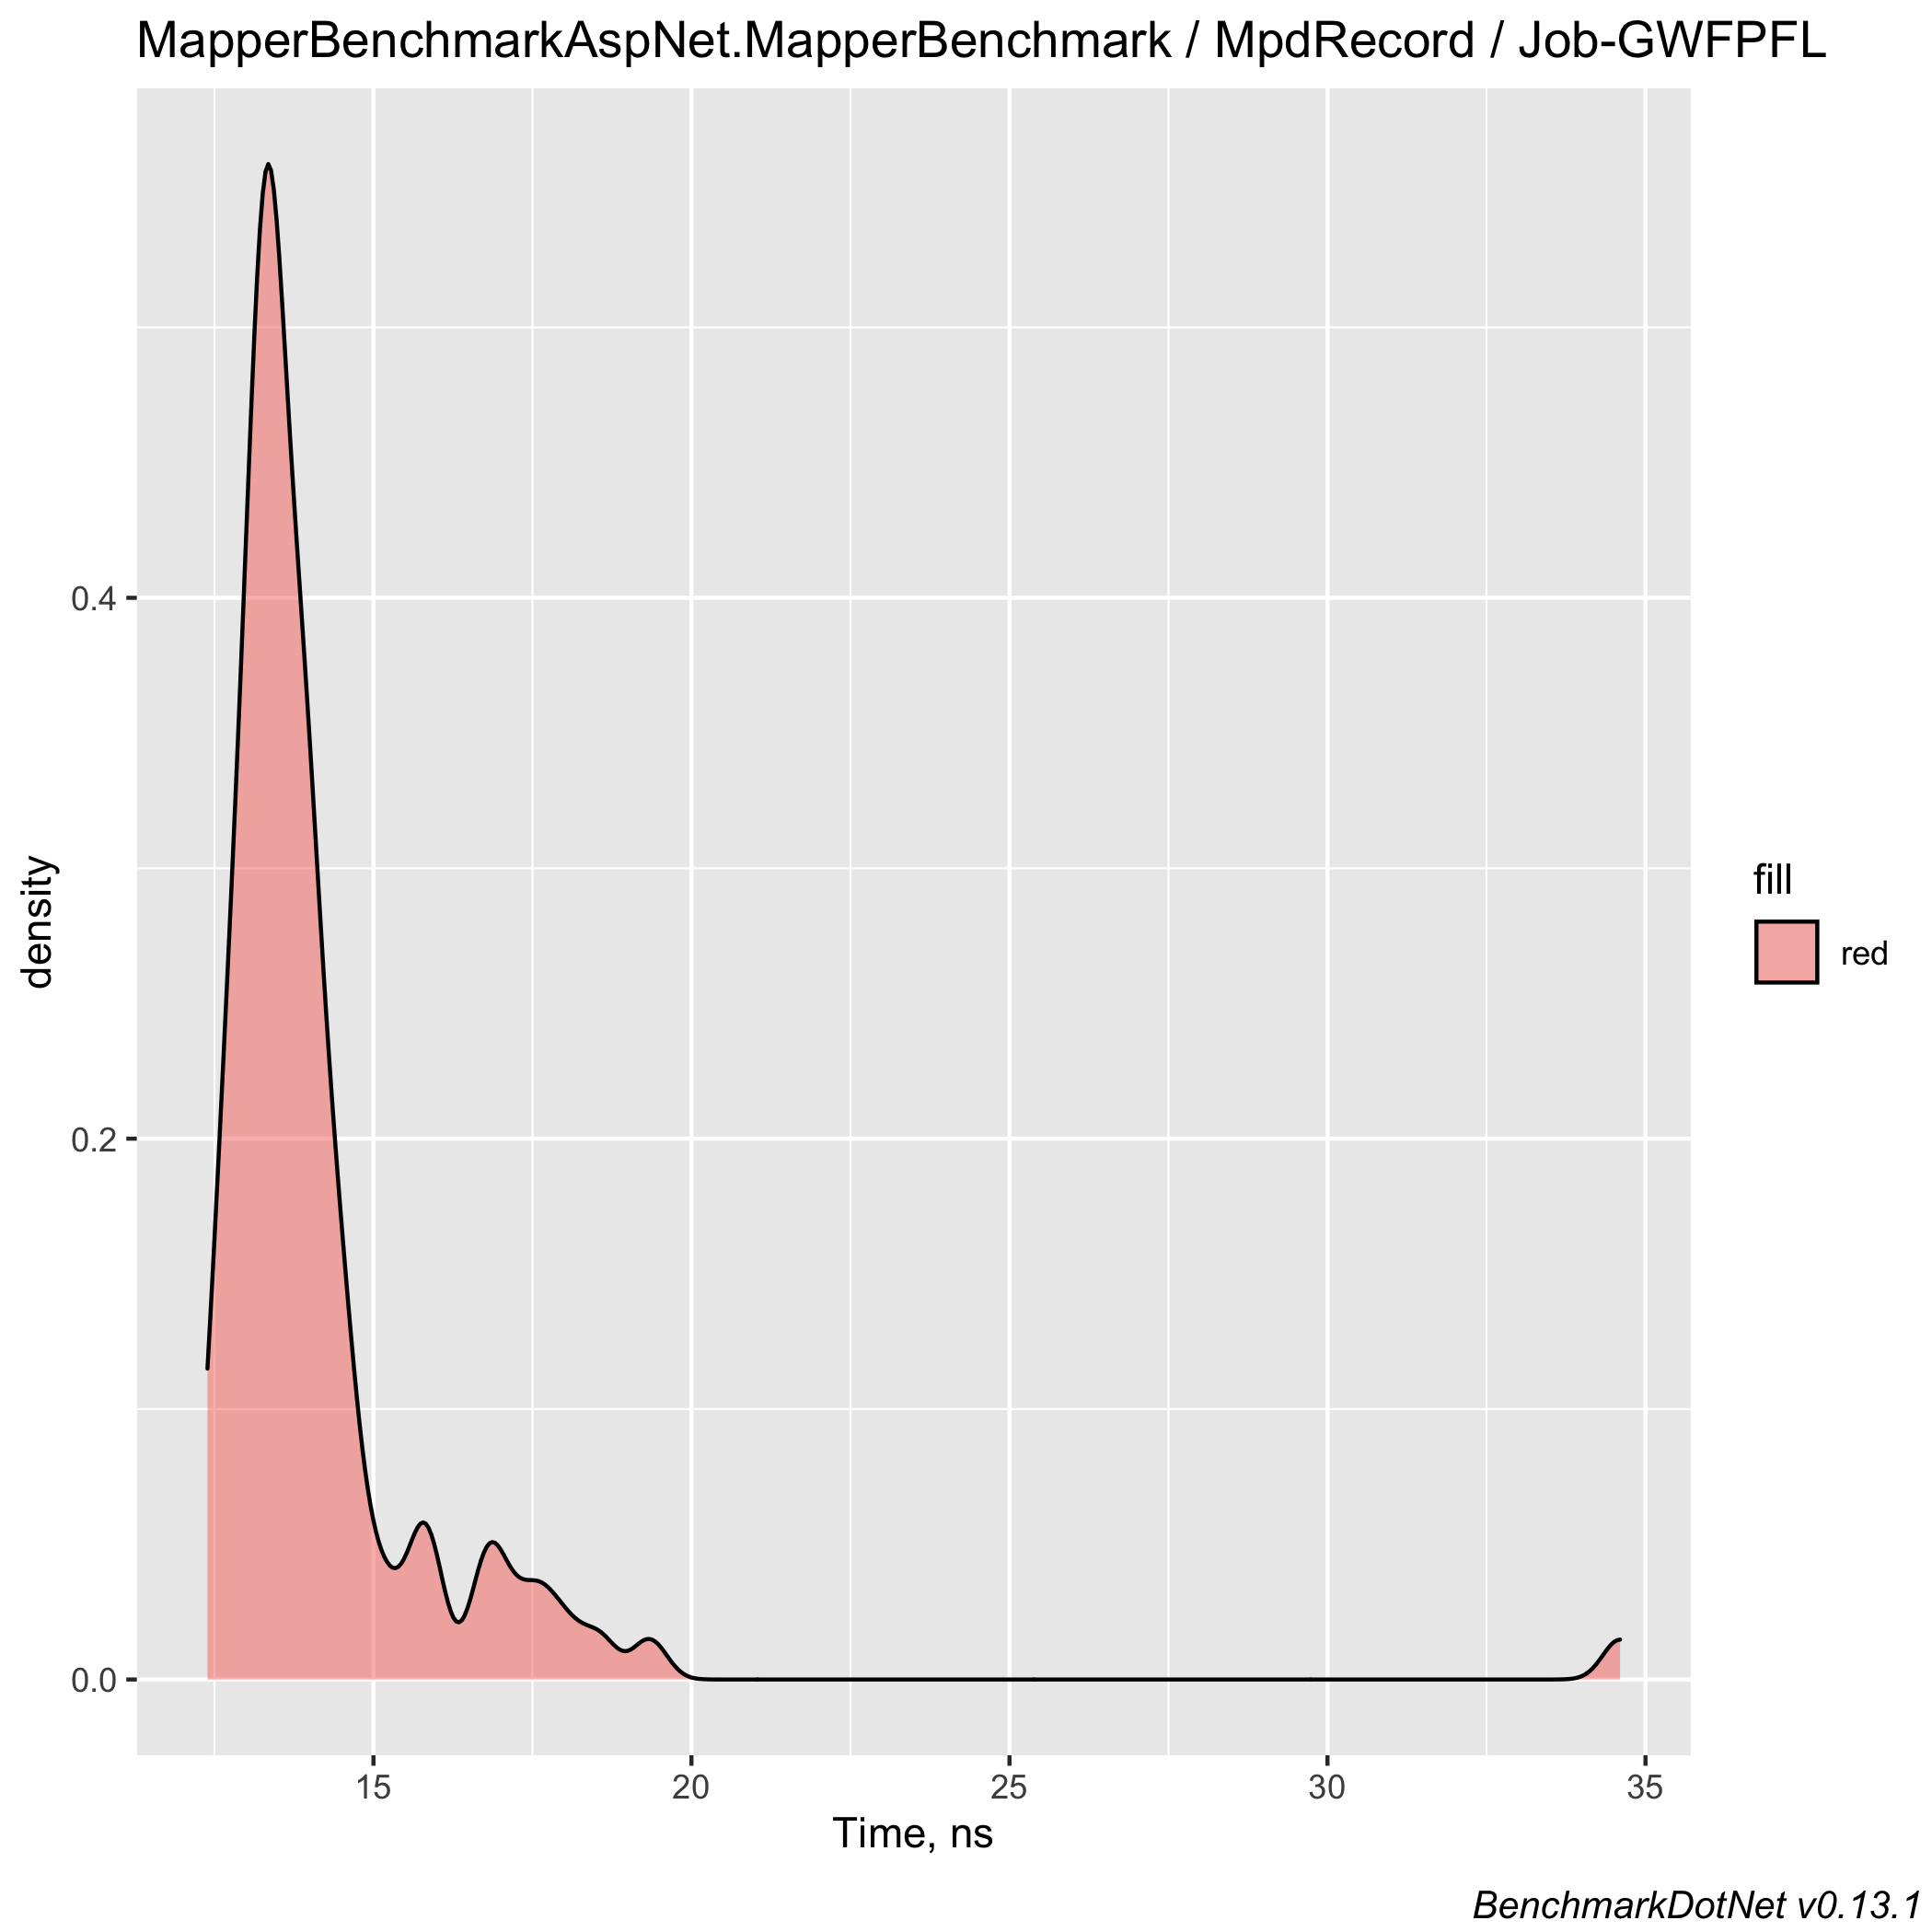 MapperBenchmarkAspNet.MapperBenchmark / MpdRecord / Job-GWFPFL
density
0.4
0.2
0.0
15 20 25 30 35
Time, ns
fill
red
BenchmarkDotNet v0.13.1